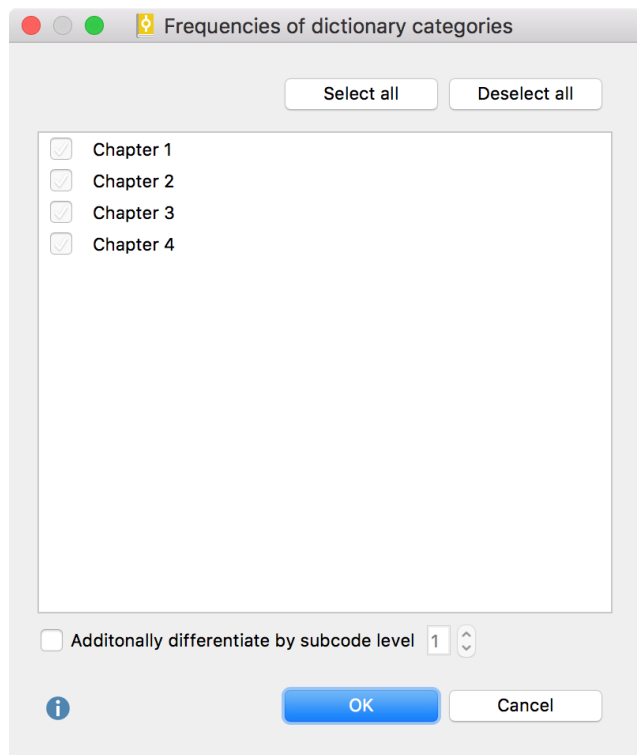 Frequencies of dictionary categories
Select all Deselect all
Chapter 1
Chapter 2
Chapter 3
Chapter 4
Additonally differentiate by subcode level 1
OK Cancel